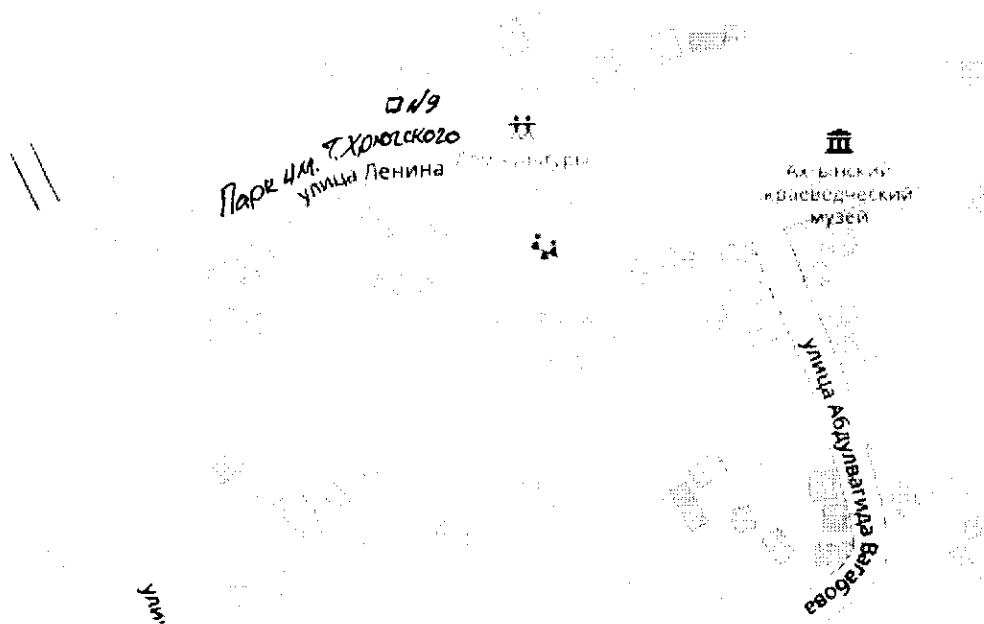 □ №9
Парк им. Т. Хрюгского
улица Ленина
Ахтынский
краеведческий
музей
улица Абдулвагида Вагабова